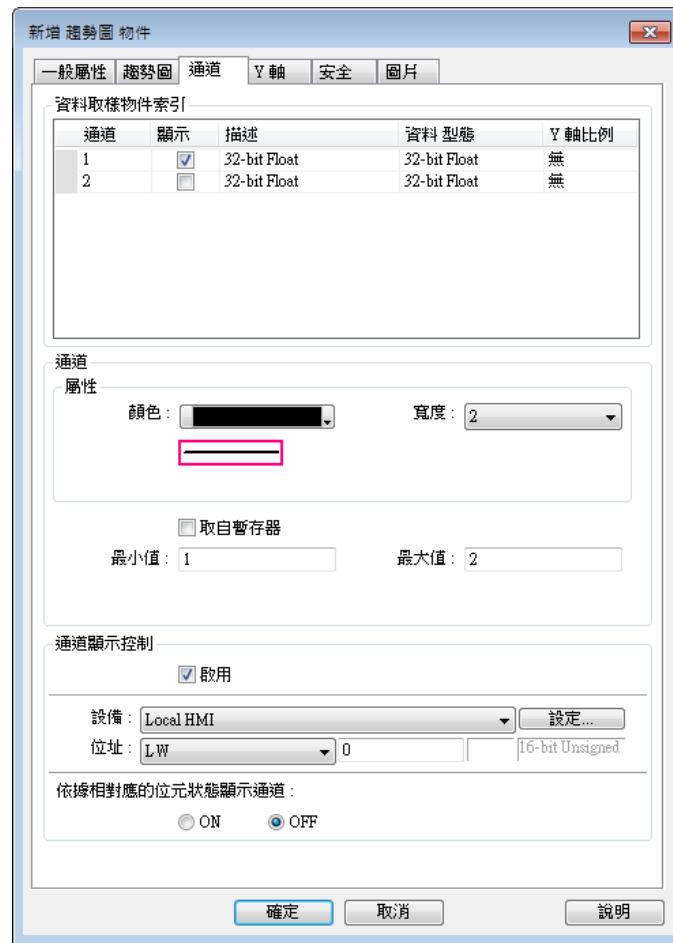 新增 趨勢圖 物件
一般屬性 趨勢圖 通道 Y 軸 安全 圖片
資料取樣物件索引
通道 顯示 描述 資料 型態 Y 軸比例
1 32-bit Float 32-bit Float 無
2 32-bit Float 32-bit Float 無
通道
屬性
顏色 : 寬度 : 2
取自暫存器
最小值 : 1 最大值 : 2
通道顯示控制
啟用
設備 : Local HMI 設定...
位址 : LW 0 16-bit Unsigned
依據相對應的位元狀態顯示通道 :
ON OFF
確定 取消 說明